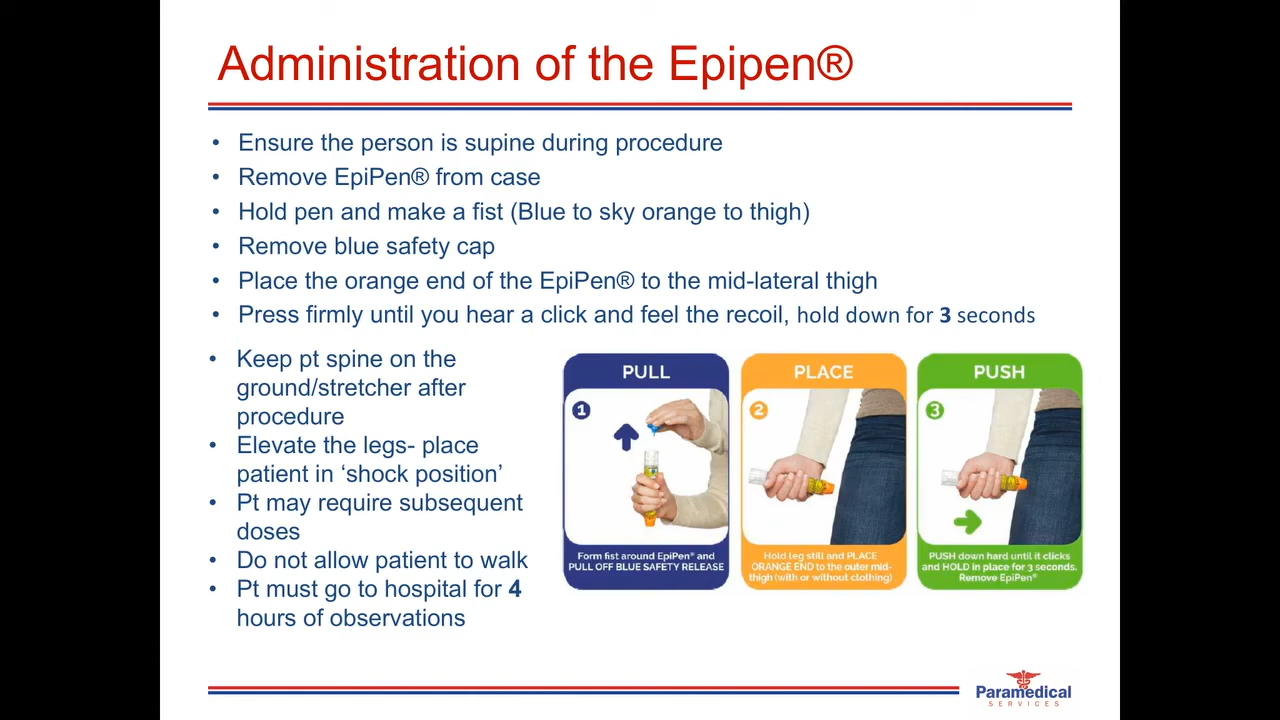 Administration of the Epipen®
• Ensure the person is supine during procedure
• Remove EpiPen® from case
• Hold pen and make a fist (Blue to sky orange to thigh)
• Remove blue safety cap
• Place the orange end of the EpiPen® to the mid-lateral thigh
• Press firmly until you hear a click and feel the recoil, hold down for 3 seconds
• Keep pt spine on the
ground/stretcher after
procedure
• Elevate the legs- place
patient in ‘shock position’
• Pt may require subsequent
doses
• Do not allow patient to walk
• Pt must go to hospital for 4
hours of observations
PULL
1
Form fist around EpiPen® and
PULL OFF BLUE SAFETY RELEASE
PLACE
2
Hold leg still and PLACE
ORANGE END to the outer mid-
thigh (with or without clothing)
PUSH
3
PUSH down hard until it clicks
and HOLD in place for 3 seconds.
Remove EpiPen®
Paramedical
SERVICES